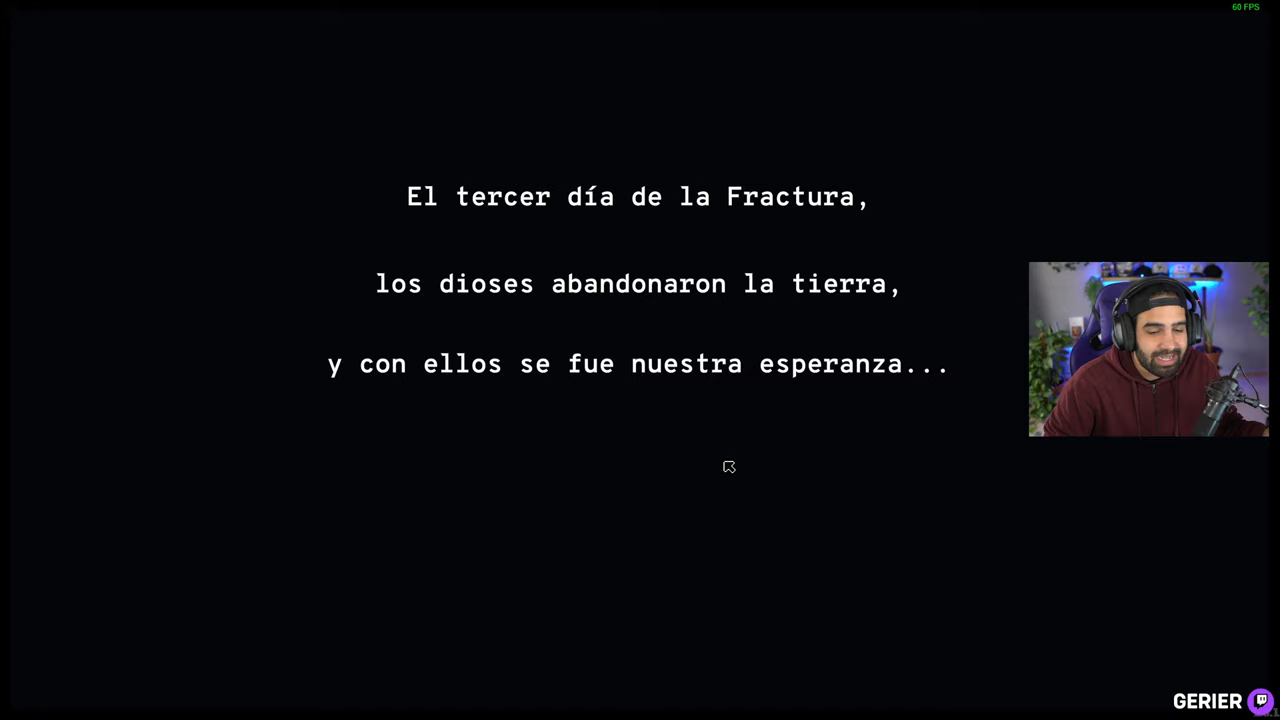 60 FPS
El tercer día de la Fractura,
los dioses abandonaron la tierra,
y con ellos se fue nuestra esperanza...
GERIER